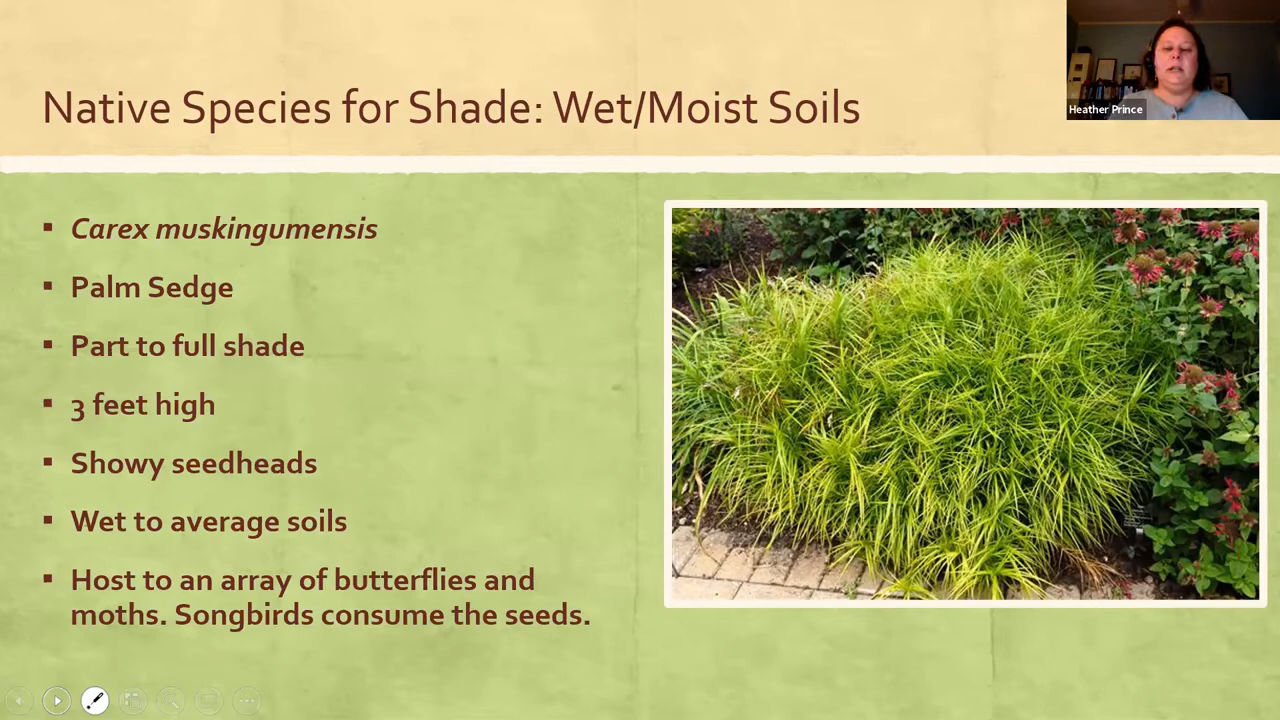 Native Species for Shade: Wet/Moist Soils
Heather Prince
Carex muskingumensis
Palm Sedge
Part to full shade
3 feet high
Showy seedheads
Wet to average soils
Host to an array of butterflies and
moths. Songbirds consume the seeds.